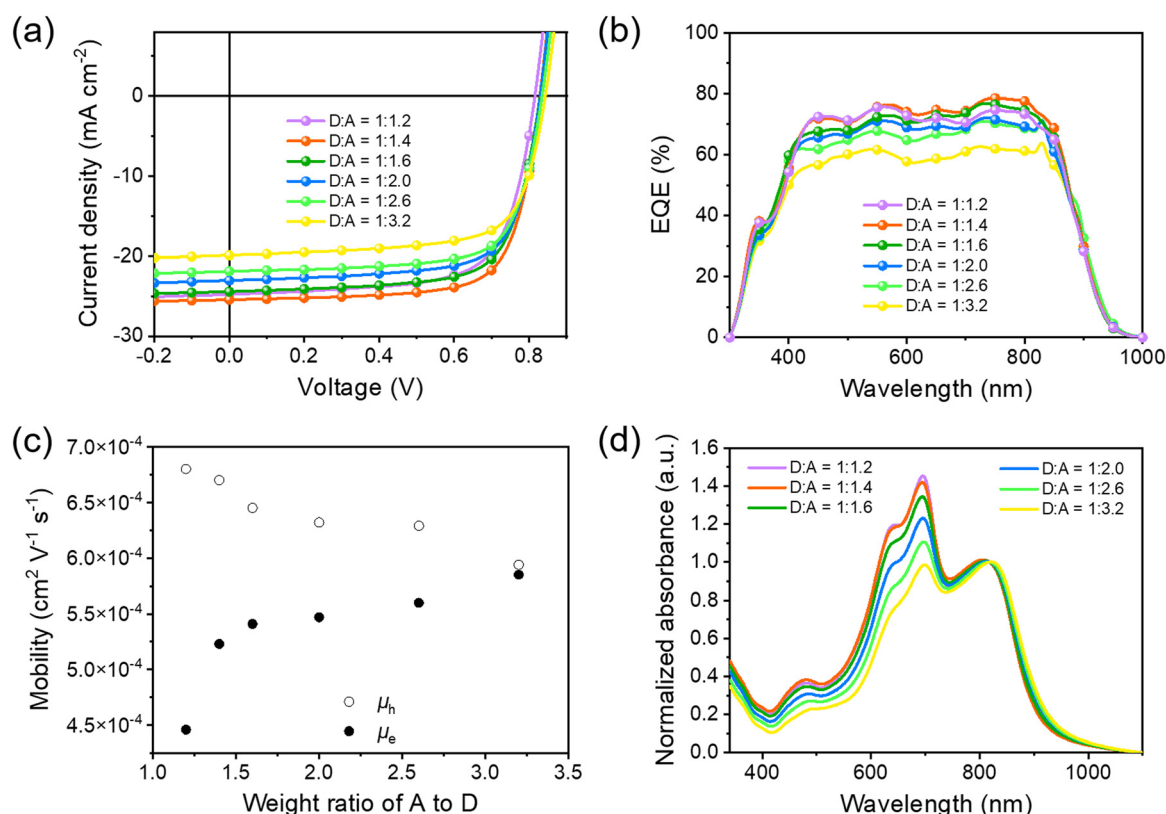 (a)
Current density (mA cm⁻²)
0
-10
-20
-30
D:A = 1:1.2
D:A = 1:1.4
D:A = 1:1.6
D:A = 1:2.0
D:A = 1:2.6
D:A = 1:3.2
-0.2 0.0 0.2 0.4 0.6 0.8
Voltage (V)
(b)
EQE (%)
100
80
60
40
20
0
D:A = 1:1.2
D:A = 1:1.4
D:A = 1:1.6
D:A = 1:2.0
D:A = 1:2.6
D:A = 1:3.2
400 600 800 1000
Wavelength (nm)
(c)
Mobility (cm² V⁻¹ s⁻¹)
7.0×10⁻⁴
6.5×10⁻⁴
6.0×10⁻⁴
5.5×10⁻⁴
5.0×10⁻⁴
4.5×10⁻⁴
μh
μe
1.0 1.5 2.0 2.5 3.0 3.5
Weight ratio of A to D
(d)
Normalized absorbance (a.u.)
1.6
1.4
1.2
1.0
0.8
0.6
0.4
0.2
0.0
D:A = 1:1.2
D:A = 1:1.4
D:A = 1:1.6
D:A = 1:2.0
D:A = 1:2.6
D:A = 1:3.2
400 600 800 1000
Wavelength (nm)